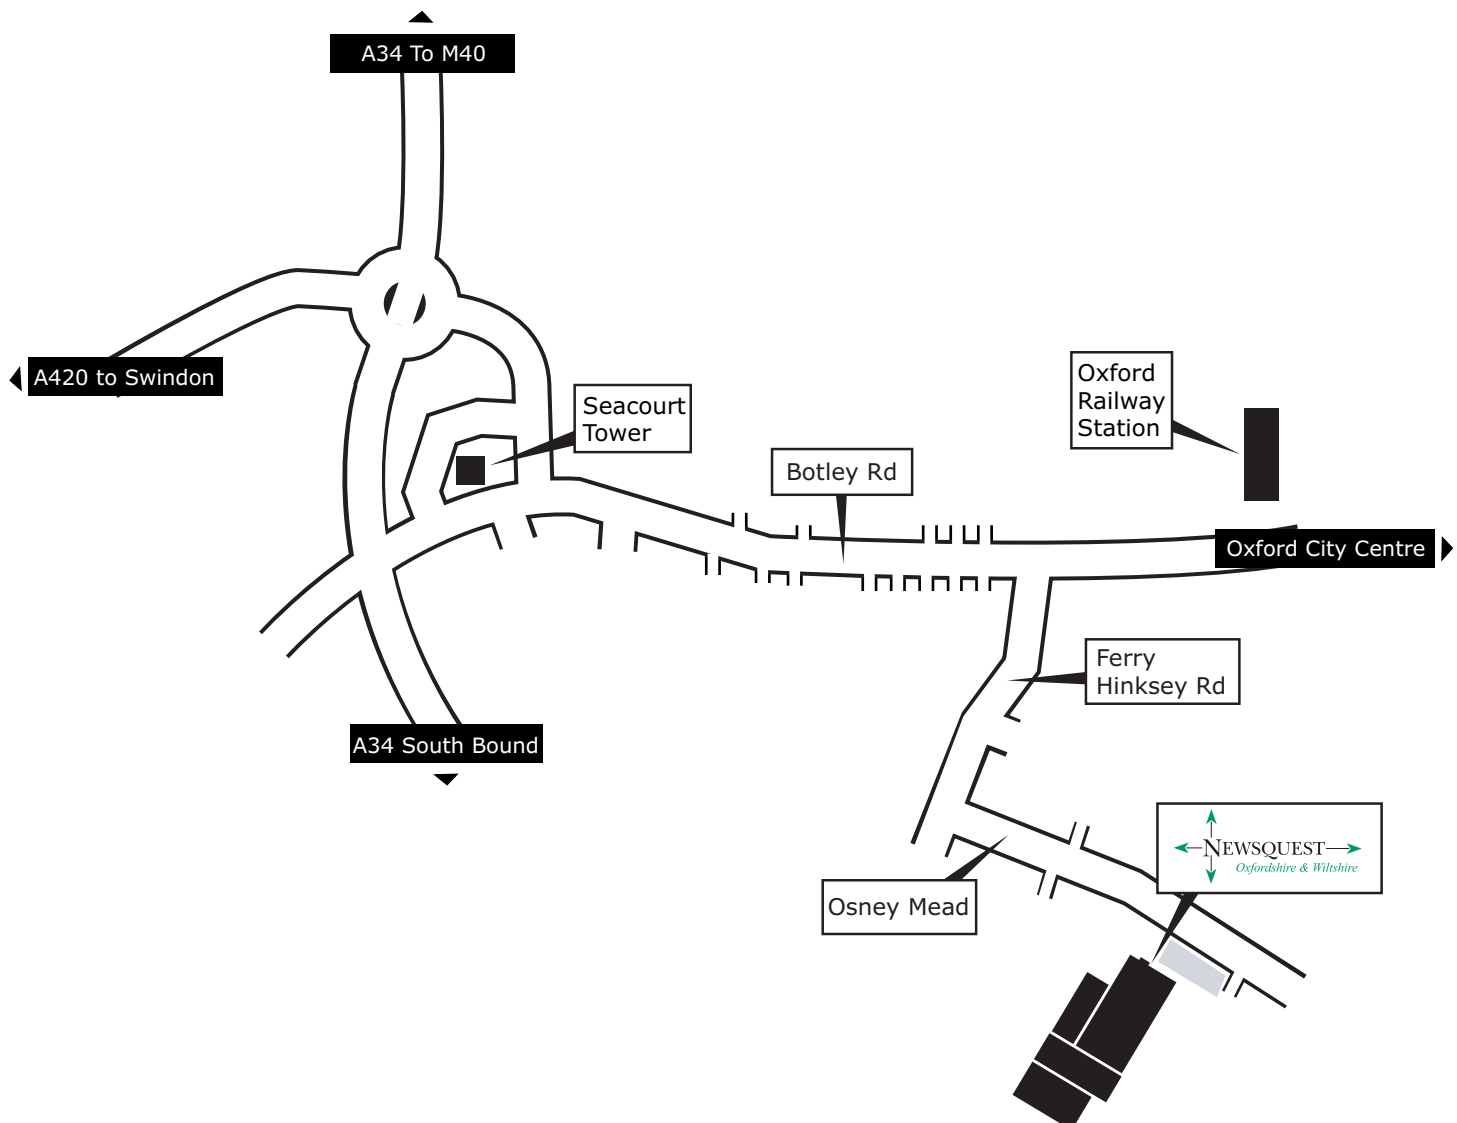 A34 To M40
A420 to Swindon
Seacourt
Tower
Oxford
Railway
Station
Botley Rd
Oxford City Centre
Ferry
Hinksey Rd
A34 South Bound
NEWSQUEST
Oxfordshire & Wiltshire
Osney Mead